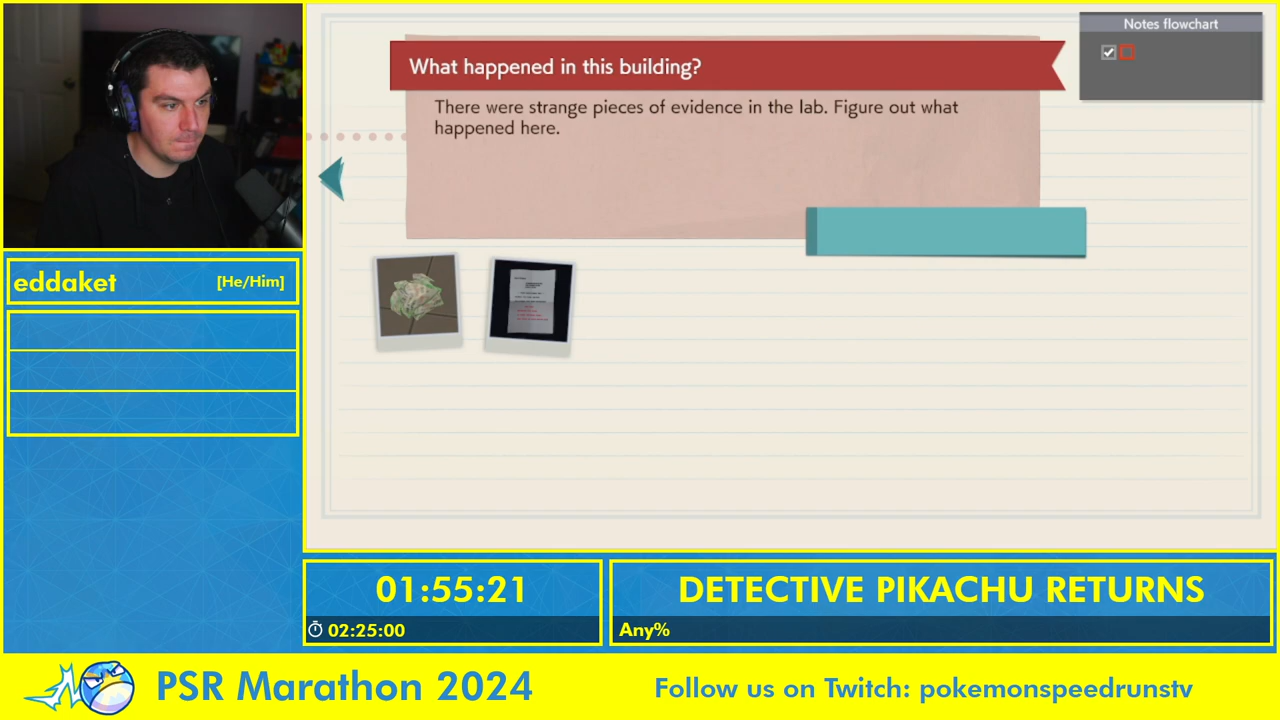 Notes flowchart
What happened in this building?
There were strange pieces of evidence in the lab. Figure out what
happened here.
eddaket
[He/Him]
01:55:21
02:25:00
DETECTIVE PIKACHU RETURNS
Any%
PSR Marathon 2024
Follow us on Twitch: pokemonspeedrunstv